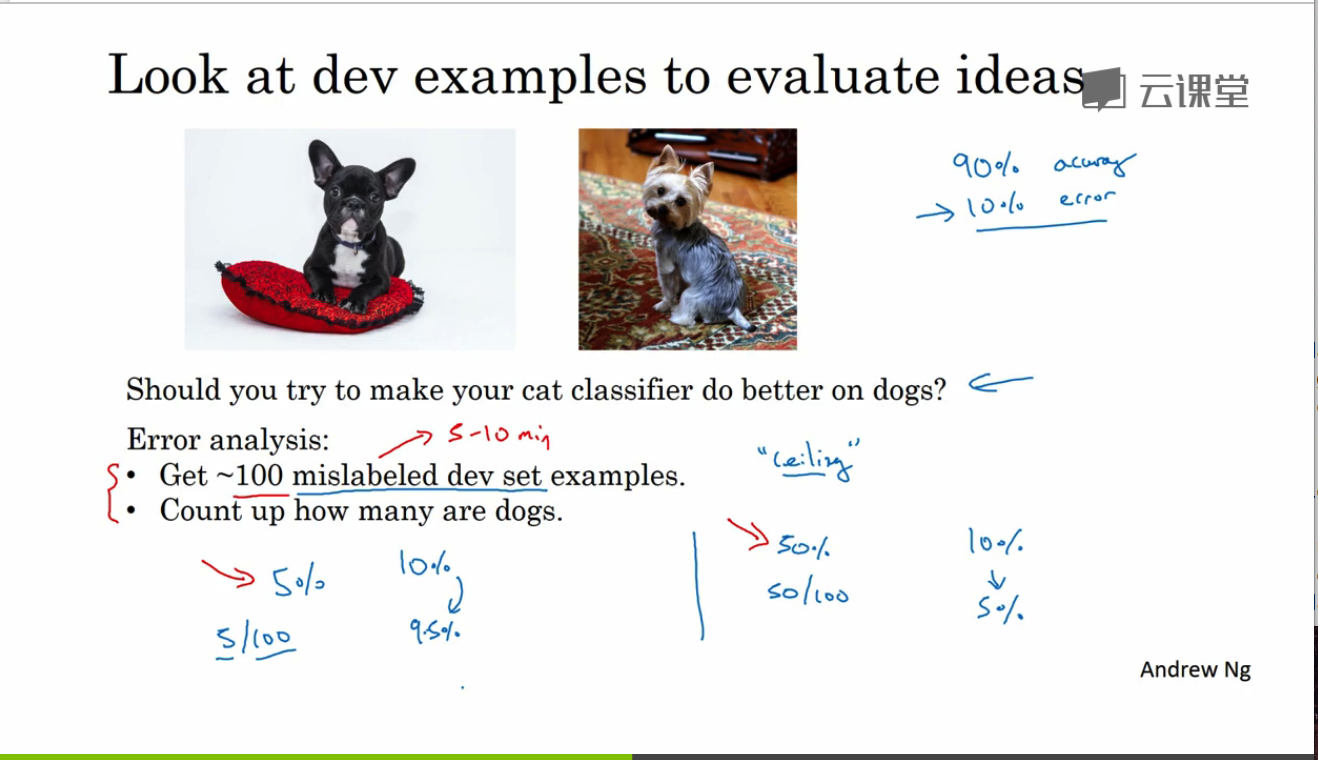 Look at dev examples to evaluate ideas
云课堂
90% acuracy
→ 10% error
Should you try to make your cat classifier do better on dogs? ←
Error analysis:
→ 5-10 min
• Get ~100 mislabeled dev set examples.
• Count up how many are dogs.
"ceiling"
→ 5%
10%
↓
9.5%
5/100
→ 50%
50/100
10%
↓
5%
Andrew Ng